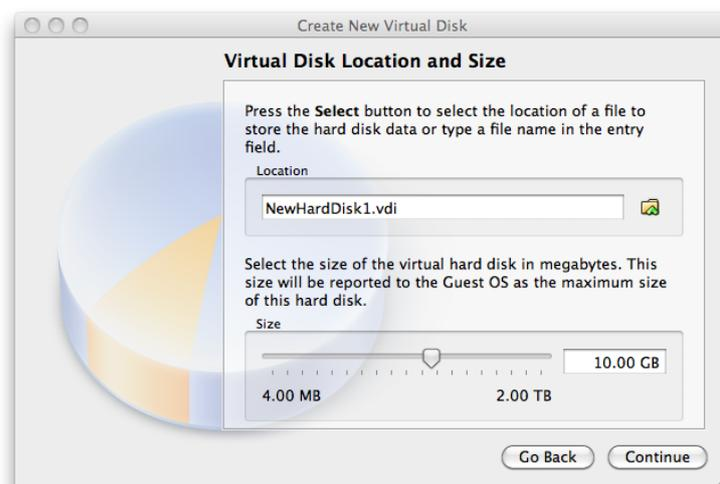 Create New Virtual Disk
Virtual Disk Location and Size
Press the Select button to select the location of a file to
store the hard disk data or type a file name in the entry
field.
Location
NewHardDisk1.vdi
Select the size of the virtual hard disk in megabytes. This
size will be reported to the Guest OS as the maximum size
of this hard disk.
Size
10.00 GB
4.00 MB 2.00 TB
Go Back Continue